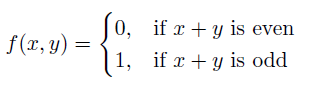 f(x, y) = { 0, if x + y is even
1, if x + y is odd